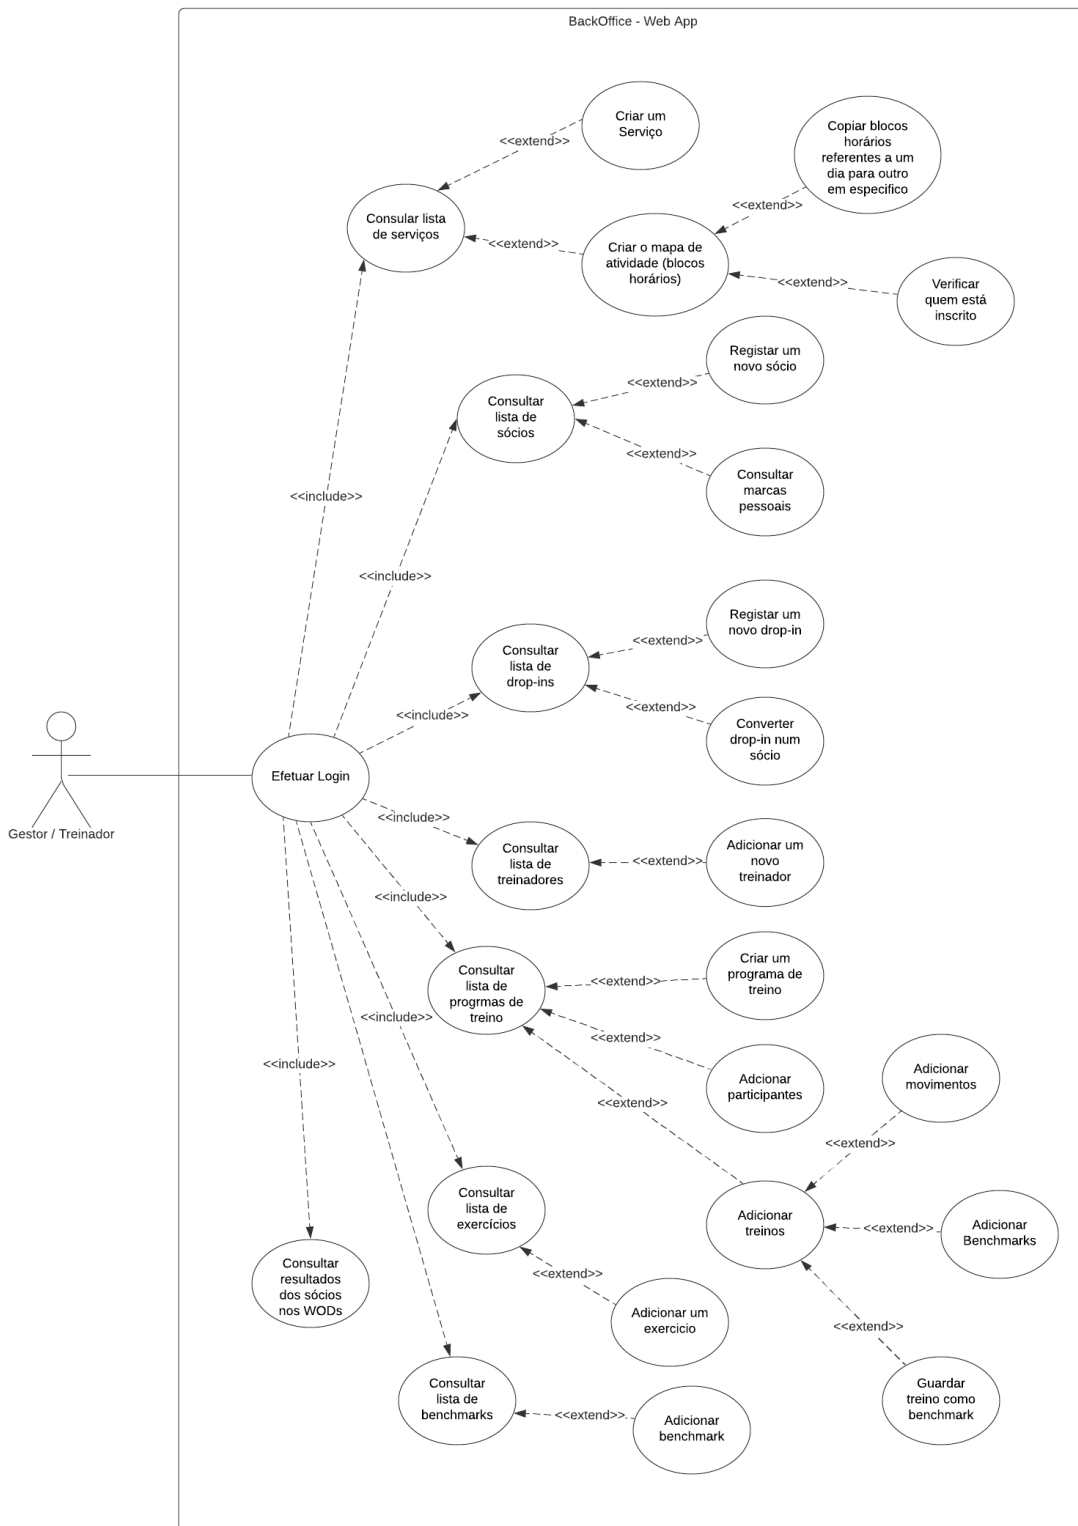 BackOffice - Web App
Criar um
Serviço
<<extend>>
Copiar blocos
horários
referentes a um
dia para outro
em especifico
<<extend>>
Consular lista
de serviços
<<extend>>
Criar o mapa de
atividade (blocos
horários)
<<extend>>
Verificar
quem está
inscrito
Registar um
novo sócio
<<extend>>
Consultar
lista de
sócios
<<extend>>
Consultar
marcas
pessoais
<<include>>
<<include>>
Registar um
novo drop-in
<<extend>>
Consultar
lista de
drop-ins
<<extend>>
Converter
drop-in num
sócio
<<include>>
Efetuar Login
Gestor / Treinador
<<include>>
Consultar
lista de
treinadores
<<extend>>
Adicionar um
novo
treinador
<<include>>
Consultar
lista de
progrmas de
treino
<<extend>>
Criar um
programa de
treino
<<include>>
<<extend>>
Adcionar
participantes
<<include>>
<<extend>>
Adicionar
movimentos
<<extend>>
Consultar
lista de
exercícios
Adicionar
treinos
<<extend>>
Adicionar
Benchmarks
Consultar
resultados
dos sócios
nos WODs
<<extend>>
Adicionar um
exercicio
<<extend>>
Consultar
lista de
benchmarks
<<extend>>
Adicionar
benchmark
Guardar
treino como
benchmark